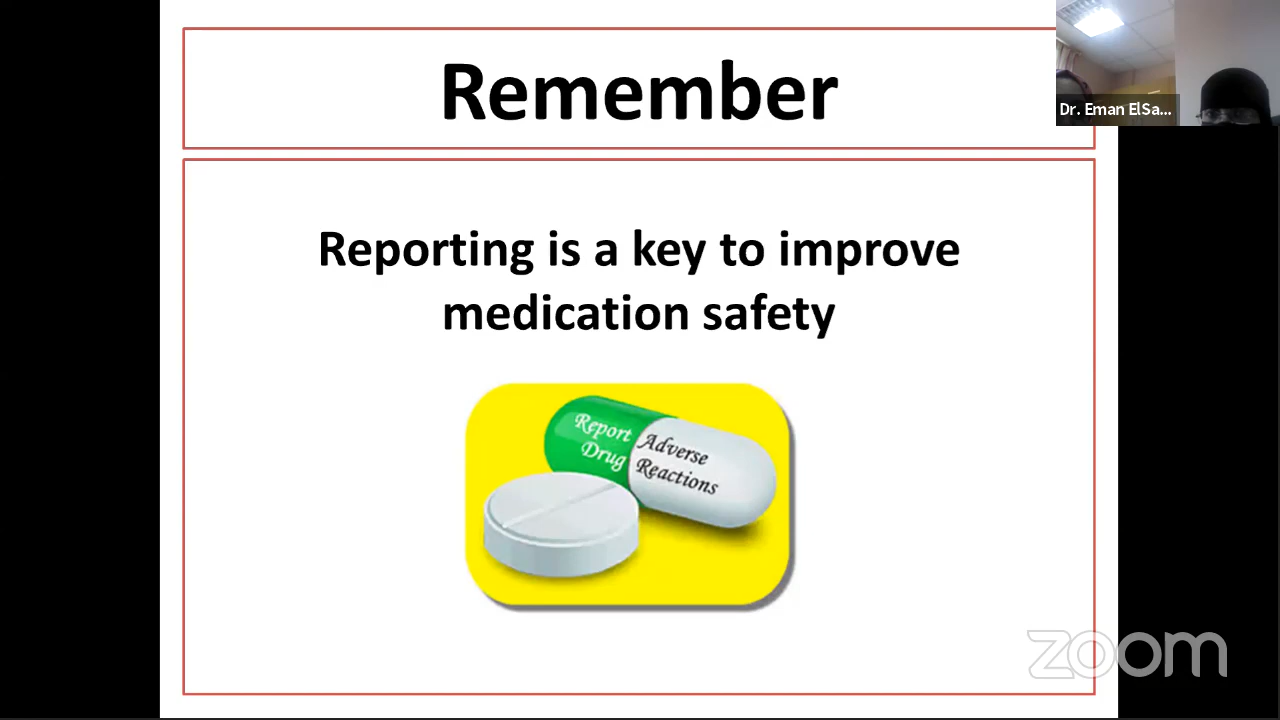 Remember
Dr. Eman ElSa...
Reporting is a key to improve
medication safety
Report
Drug
Adverse
Reactions
zoom